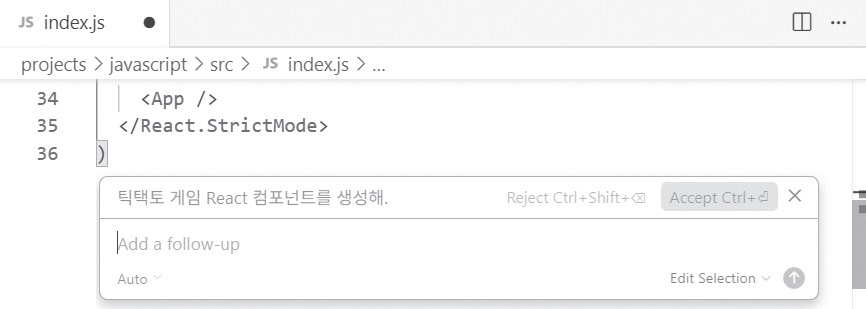 JS index.js
projects > javascript > src > JS index.js > ...
34 <App />
35 </React.StrictMode>
36 )
틱택토 게임 React 컴포넌트를 생성해. Reject Ctrl+Shift+⌫ Accept Ctrl+⏎
Add a follow-up
Auto Edit Selection